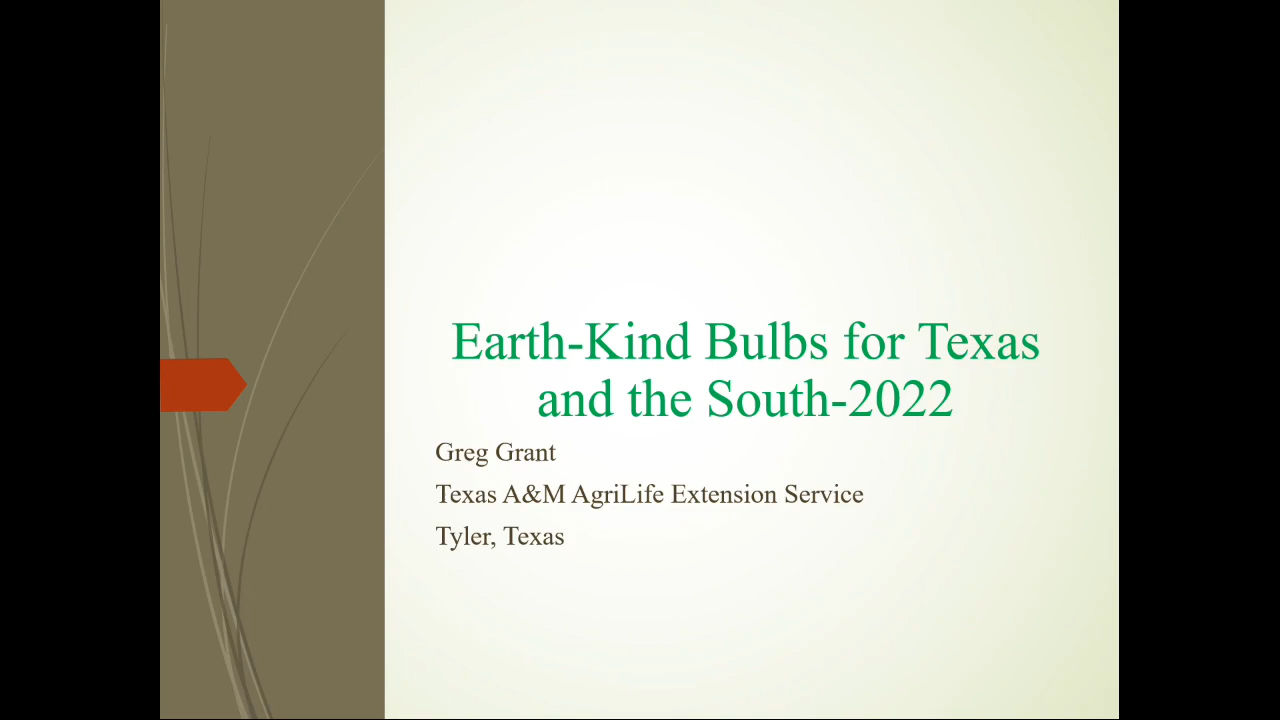 Earth-Kind Bulbs for Texas
and the South-2022
Greg Grant
Texas A&M AgriLife Extension Service
Tyler, Texas